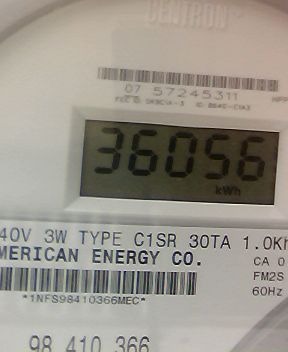 CENTRON
07 57245311
36056
kWh
40V 3W TYPE C1SR 30TA 1.0Kh
MERICAN ENERGY CO.
CA 0
FM2S
60Hz
*1NFS98410366MEC*
98 410 366